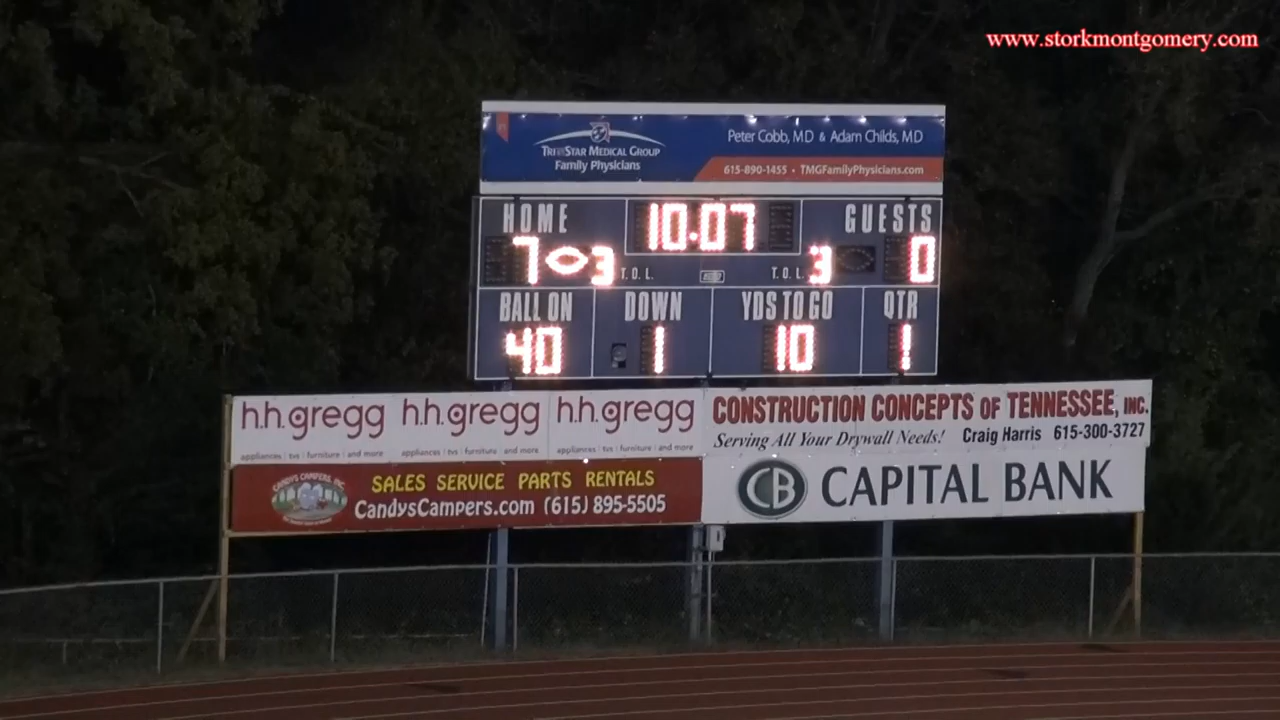 www.storkmontgomery.com
TRISTAR MEDICAL GROUP
Family Physicians
Peter Cobb, MD & Adam Childs, MD
615-890-1455 • TMGFamilyPhysicians.com
HOME 10:07 GUESTS
7 3 T.O.L. T.O.L. 3 0
BALL ON DOWN YDS TO GO QTR
40 1 10 1
h.h.gregg h.h.gregg h.h.gregg
appliances | tvs | furniture | and more appliances | tvs | furniture | and more appliances | tvs | furniture | and more
CONSTRUCTION CONCEPTS OF TENNESSEE, INC.
Serving All Your Drywall Needs! Craig Harris 615-300-3727
CANDYS CAMPERS, INC.
SALES SERVICE PARTS RENTALS
CandysCampers.com (615) 895-5505
CB CAPITAL BANK